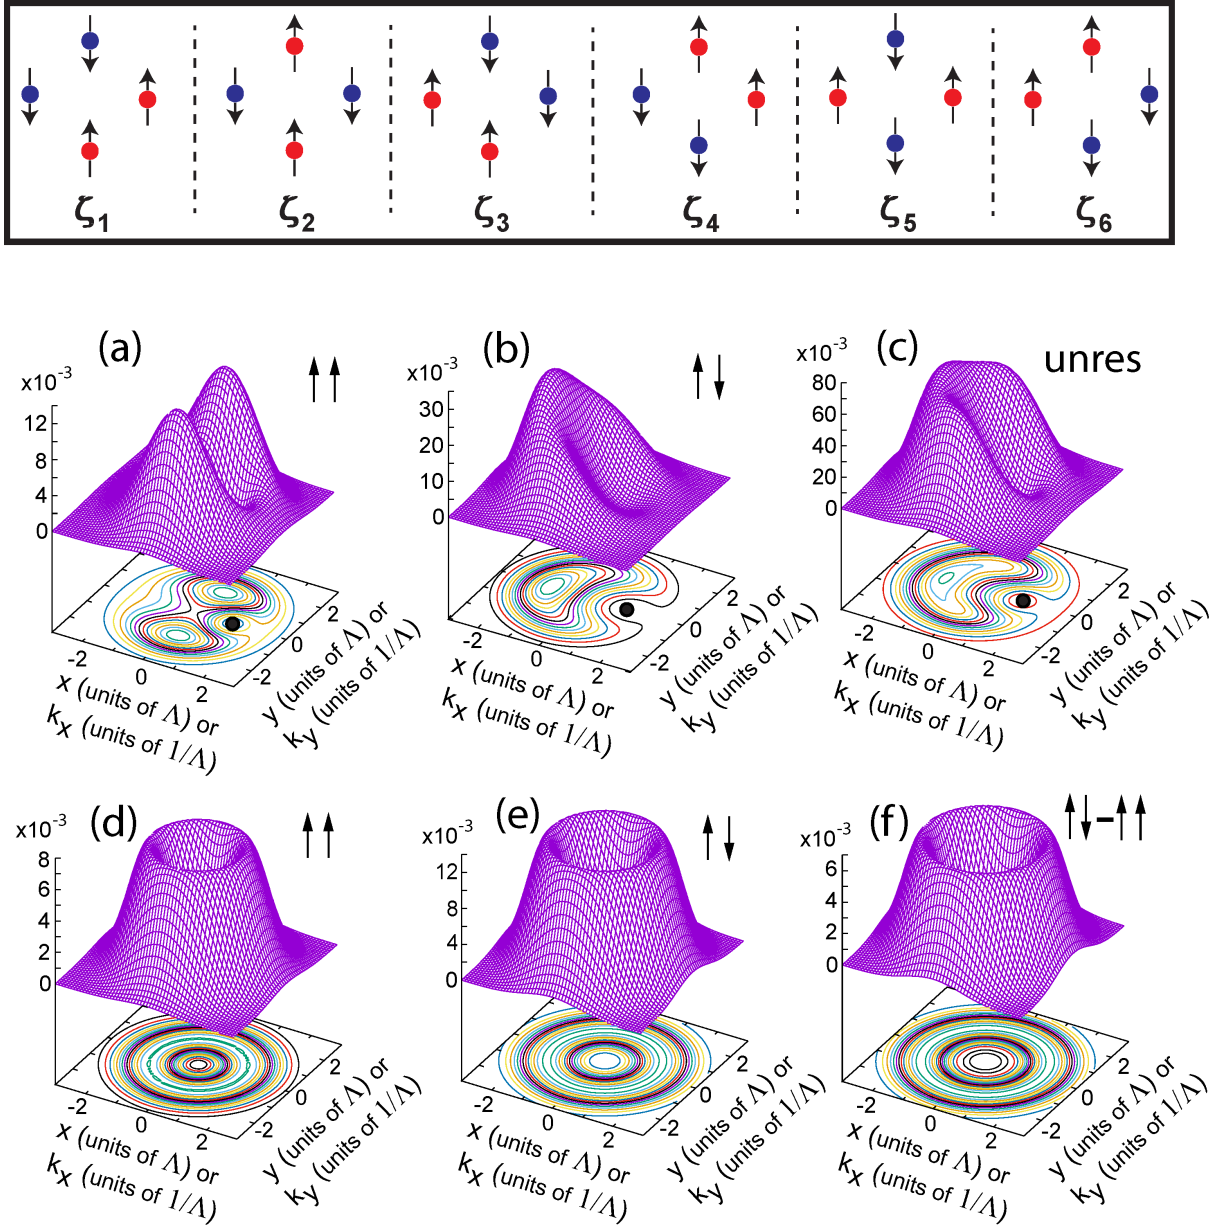 ζ1 ζ2 ζ3 ζ4 ζ5 ζ6
(a)
x10-3
12
8
4
0
-2
0
2
-2
0
2
x (units of Λ) or
kx (units of 1/Λ)
y (units of Λ) or
ky (units of 1/Λ)
(b)
x10-3
30
20
10
0
-2
0
2
-2
0
2
x (units of Λ) or
kx (units of 1/Λ)
y (units of Λ) or
ky (units of 1/Λ)
(c)
unres
x10-3
80
60
40
20
0
-2
0
2
-2
0
2
x (units of Λ) or
kx (units of 1/Λ)
y (units of Λ) or
ky (units of 1/Λ)
(d)
x10-3
8
6
4
2
0
-2
0
2
-2
0
2
x (units of Λ) or
kx (units of 1/Λ)
y (units of Λ) or
ky (units of 1/Λ)
(e)
x10-3
12
8
4
0
-2
0
2
-2
0
2
x (units of Λ) or
kx (units of 1/Λ)
y (units of Λ) or
ky (units of 1/Λ)
(f)
x10-3
6
4
2
0
-2
0
2
-2
0
2
x (units of Λ) or
kx (units of 1/Λ)
y (units of Λ) or
ky (units of 1/Λ)